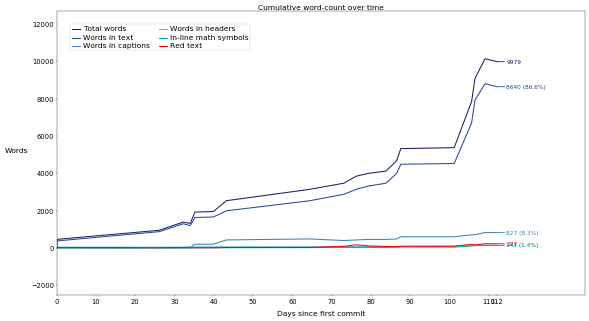 Cumulative word-count over time
Total words
Words in text
Words in captions
Words in headers
In-line math symbols
Red text
12000
10000
8000
6000
4000
2000
0
−2000
Words
9979
8640 (86.6%)
827 (8.3%)
141 (1.4%)
0 10 20 30 40 50 60 70 80 90 100 110 112
Days since first commit